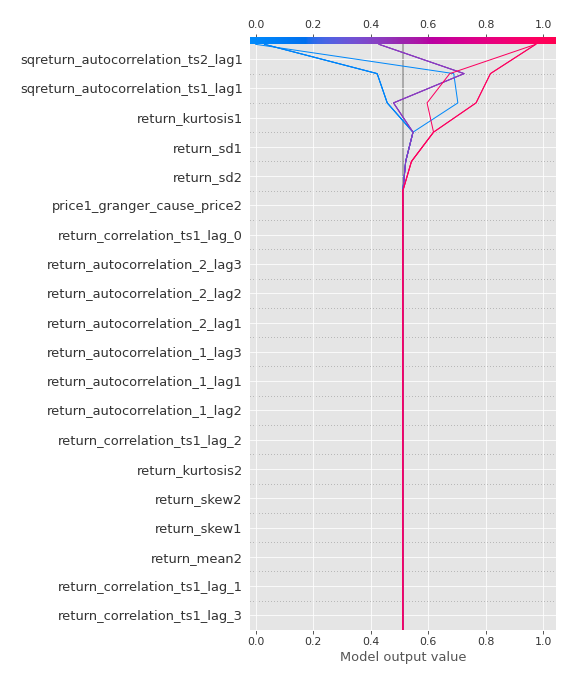 0.0 0.2 0.4 0.6 0.8 1.0
sqreturn_autocorrelation_ts2_lag1
sqreturn_autocorrelation_ts1_lag1
return_kurtosis1
return_sd1
return_sd2
price1_granger_cause_price2
return_correlation_ts1_lag_0
return_autocorrelation_2_lag3
return_autocorrelation_2_lag2
return_autocorrelation_2_lag1
return_autocorrelation_1_lag3
return_autocorrelation_1_lag1
return_autocorrelation_1_lag2
return_correlation_ts1_lag_2
return_kurtosis2
return_skew2
return_skew1
return_mean2
return_correlation_ts1_lag_1
return_correlation_ts1_lag_3
0.0 0.2 0.4 0.6 0.8 1.0
Model output value